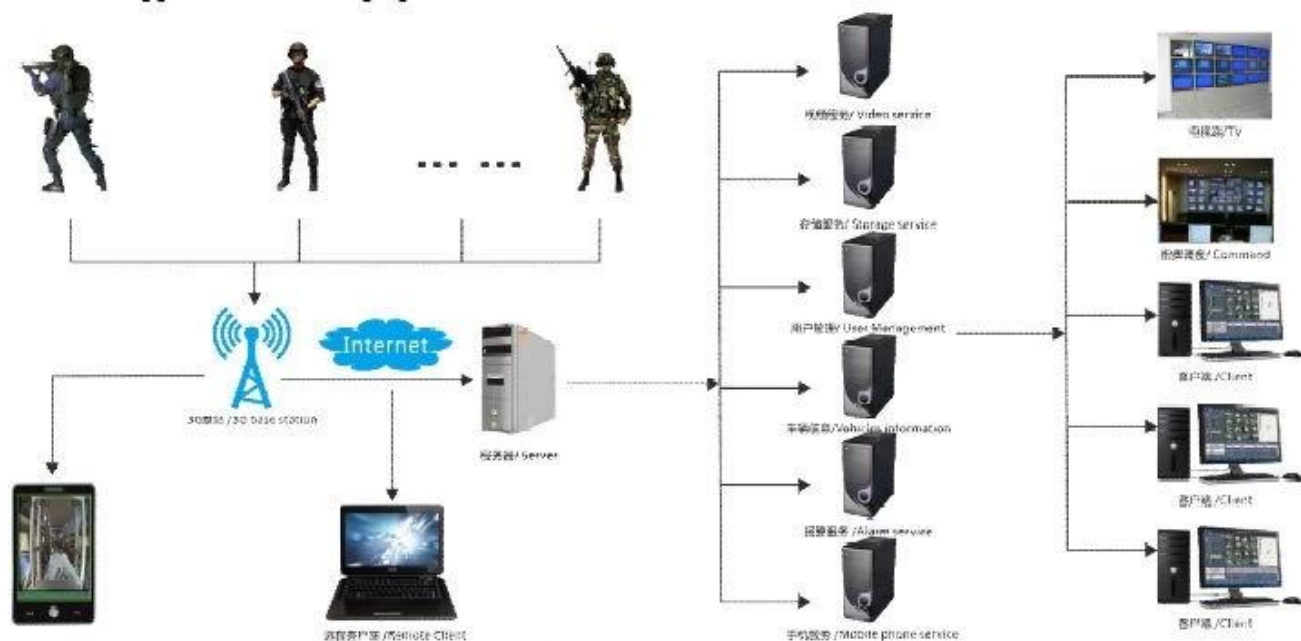 Internet
3G基站 /3G base station
服务器/ Server
远程客户端 /Remote Client
视频服务/ Video service
存储服务/ Storage service
用户管理/ User Management
车辆信息/Vehicles information
报警服务 /Alarm service
手机服务 /Mobile phone service
电视墙/TV
指挥调度/ Command
客户端 /Client
客户端 /Client
客户端 /Client